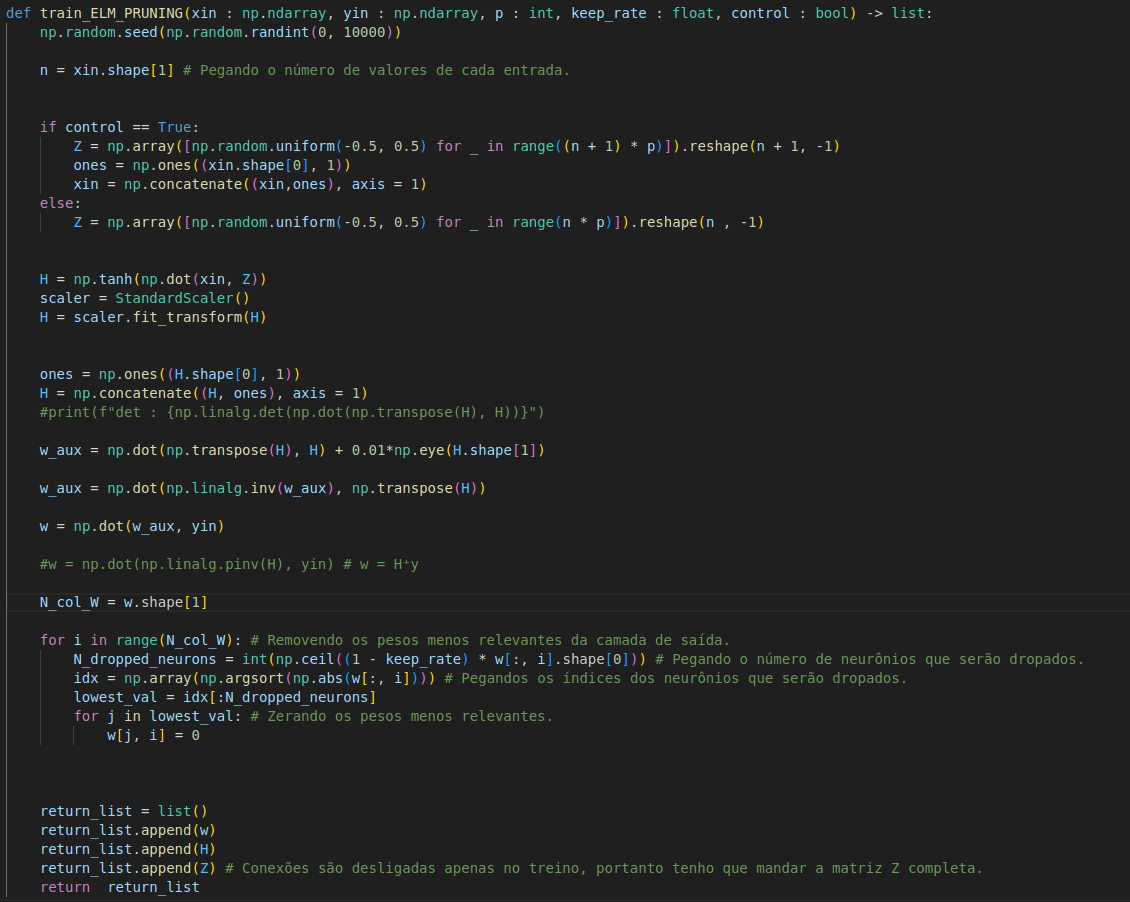 def train_ELM_PRUNING(xin : np.ndarray, yin : np.ndarray, p : int, keep_rate : float, control : bool) -> list:
    np.random.seed(np.random.randint(0, 10000))
    n = xin.shape[1] # Pegando o número de valores de cada entrada.
    if control == True:
        Z = np.array([np.random.uniform(-0.5, 0.5) for _ in range((n + 1) * p)]).reshape(n + 1, -1)
        ones = np.ones((xin.shape[0], 1))
        xin = np.concatenate((xin,ones), axis = 1)
    else:
        Z = np.array([np.random.uniform(-0.5, 0.5) for _ in range(n * p)]).reshape(n , -1)
    H = np.tanh(np.dot(xin, Z))
    scaler = StandardScaler()
    H = scaler.fit_transform(H)
    ones = np.ones((H.shape[0], 1))
    H = np.concatenate((H, ones), axis = 1)
    #print(f"det : {np.linalg.det(np.dot(np.transpose(H), H))}")
    w_aux = np.dot(np.transpose(H), H) + 0.01*np.eye(H.shape[1])
    w_aux = np.dot(np.linalg.inv(w_aux), np.transpose(H))
    w = np.dot(w_aux, yin)
    #w = np.dot(np.linalg.pinv(H), yin) # w = H⁺y
    N_col_W = w.shape[1]
    for i in range(N_col_W): # Removendo os pesos menos relevantes da camada de saída.
        N_dropped_neurons = int(np.ceil((1 - keep_rate) * w[:, i].shape[0])) # Pegando o número de neurônios que serão dropados.
        idx = np.array(np.argsort(np.abs(w[:, i]))) # Pegandos os índices dos neurônios que serão dropados.
        lowest_val = idx[:N_dropped_neurons]
        for j in lowest_val: # Zerando os pesos menos relevantes.
            w[j, i] = 0
    return_list = list()
    return_list.append(w)
    return_list.append(H)
    return_list.append(Z) # Conexões são desligadas apenas no treino, portanto tenho que mandar a matriz Z completa.
    return  return_list